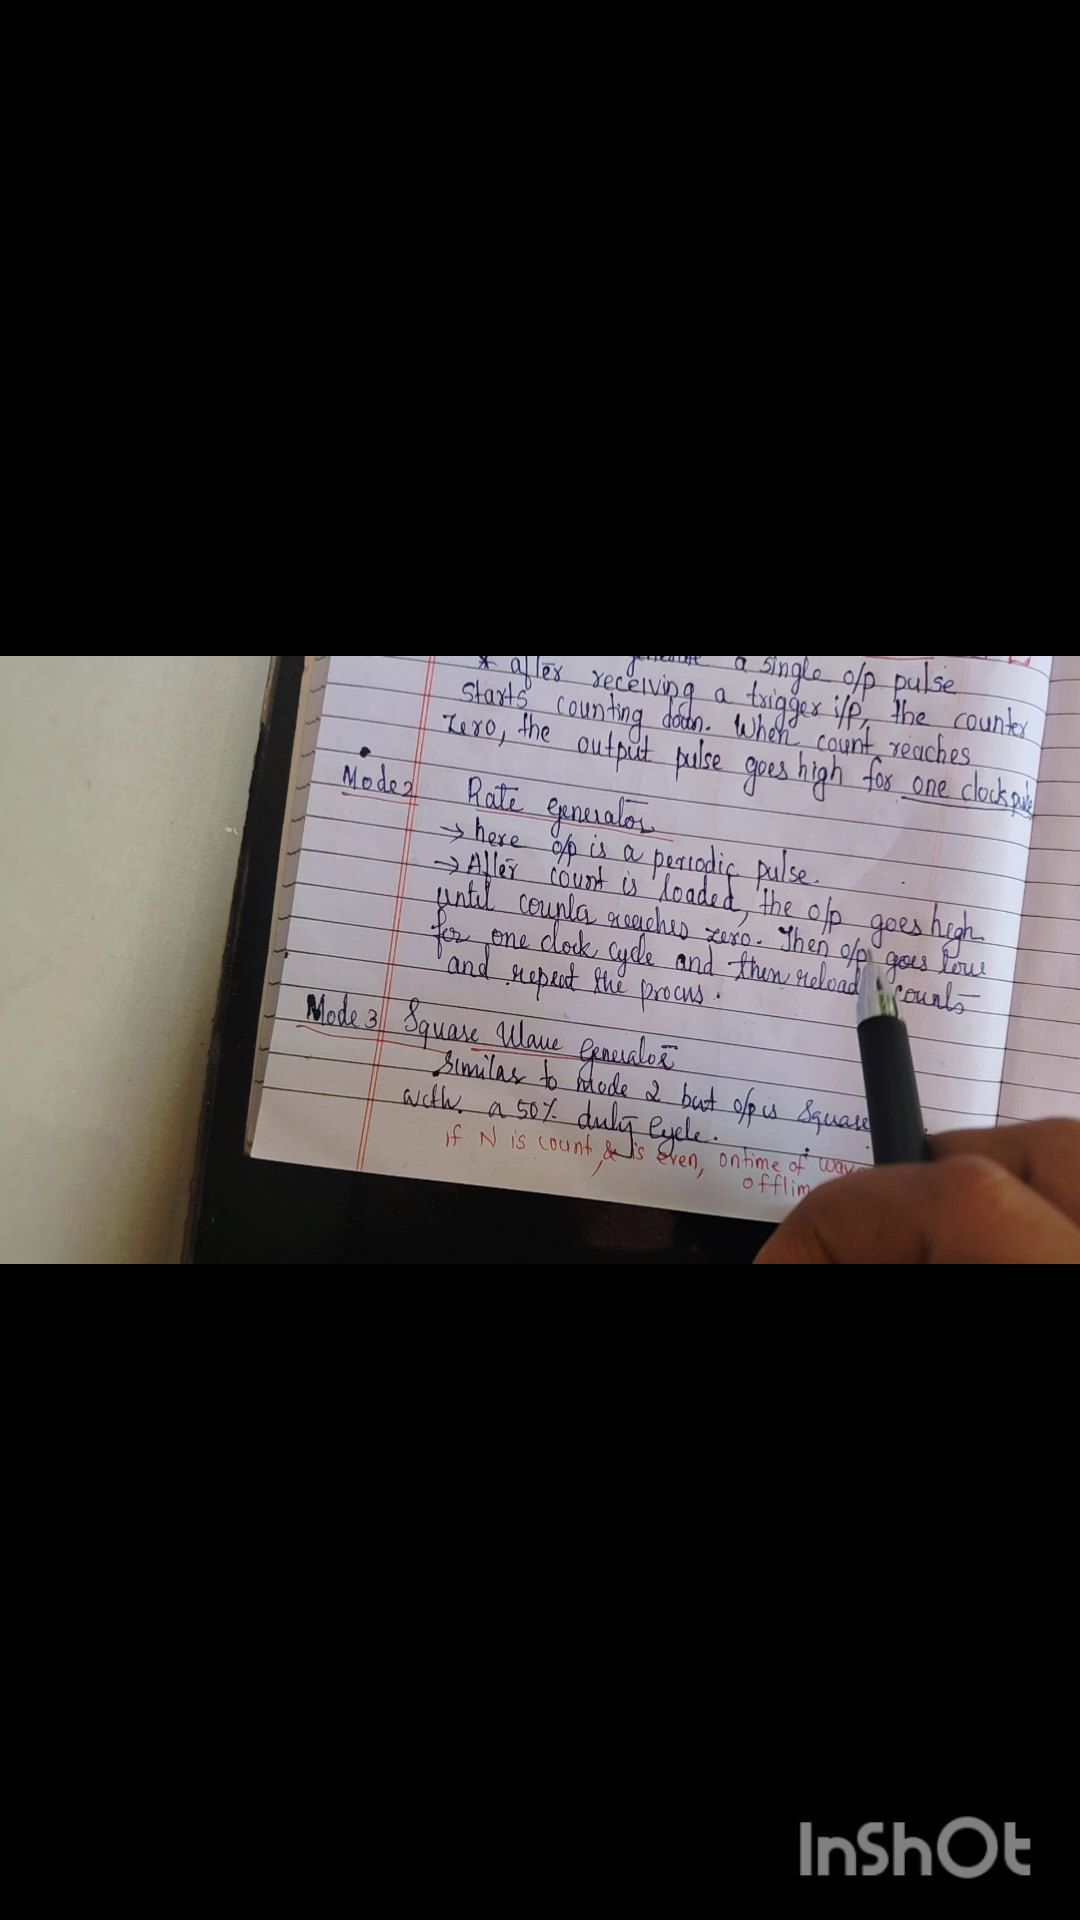 a single o/p pulse
* after receiving a trigger i/p, the counter
starts counting down. When count reaches
zero, the output pulse goes high for one clock pulse
Mode 2 Rate generator
→ here o/p is a periodic pulse.
→ After count is loaded, the o/p goes high
until counter reaches zero. Then o/p goes low
for one clock cycle and then reload counts
and repeat the process.
Mode 3 Square Wave Generator
Similar to mode 2 but o/p is square
with a 50% duty cycle.
if N is count, & is even, ontime of
InShOt